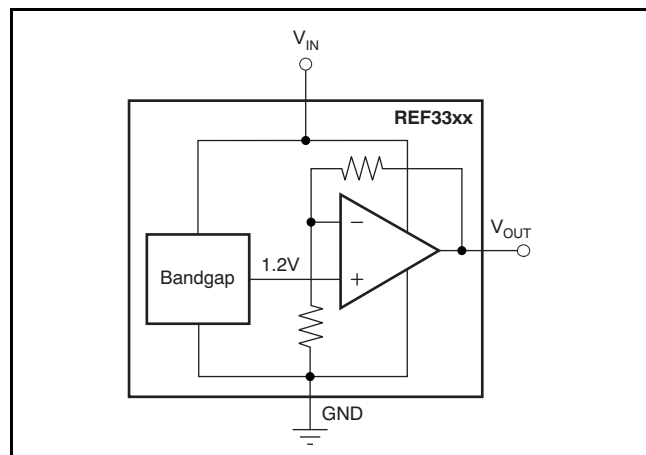 V_IN
REF33xx
−
V_OUT
1.2V
Bandgap
+
GND